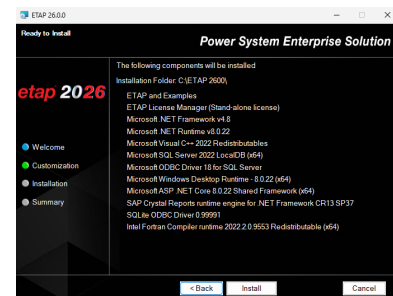 ETAP 26.0.0
Ready to Install
Power System Enterprise Solution
The following components will be installed
Installation Folder: C:\ETAP 2600\
etap 2026
ETAP and Examples
ETAP License Manager (Stand-alone license)
Microsoft .NET Framework v4.8
Microsoft .NET Runtime v8.0.22
Microsoft Visual C++ 2022 Redistributables
Microsoft SQL Server 2022 LocalDB (x64)
Microsoft ODBC Driver 18 for SQL Server
Microsoft Windows Desktop Runtime - 8.0.22 (x64)
Microsoft ASP .NET Core 8.0.22 Shared Framework (x64)
SAP Crystal Reports runtime engine for .NET Framework CR13 SP37
SQLite ODBC Driver 0.99991
Intel Fortran Compiler runtime 2022.2.0.9553 Redistributable (x64)
Welcome
Customization
Installation
Summary
< Back
Install
Cancel